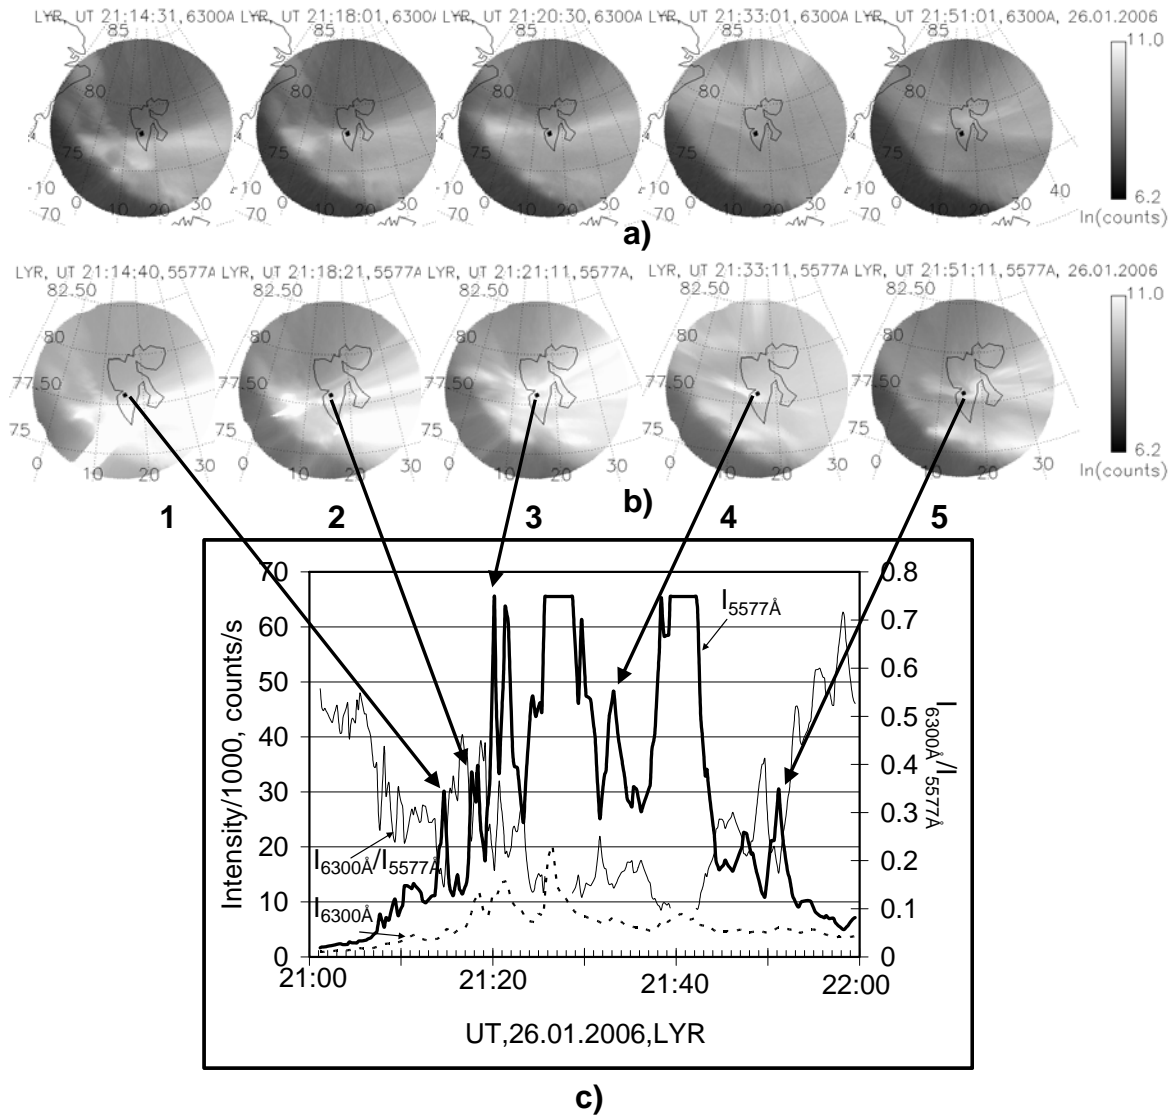 LYR, UT 21:14:31, 6300Å LYR, UT 21:18:01, 6300Å LYR, UT 21:20:30, 6300Å LYR, UT 21:33:01, 6300Å LYR, UT 21:51:01, 6300Å, 26.01.2006
85 85 85 85 85 11.0
80 80 80 80 80
75 75 75 75 75
-10 -10 -10 -10 -10 40
0 10 20 30 0 10 20 30 0 10 20 30 0 10 20 30 0 10 20 30 6.2
-70 70 70 70 70 ln(counts)
a)
LYR, UT 21:14:40,5577A LYR, UT 21:18:21,5577A LYR, UT 21:21:11,5577A, LYR, UT 21:33:11,5577A LYR, UT 21:51:11,5577A, 26.01.2006
82.50 82.50 82.50 82.50 82.50 11.0
80 80 80 80 80
77.50 77.50 77.50 77.50 77.50
75 75 75 75 75
0 10 20 30 0 10 20 30 0 10 20 30 0 10 20 30 0 10 20 30 6.2
ln(counts)
1 2 3 b) 4 5
70 0.8
60 0.7
50 0.6
40 0.5
30 0.4
20 0.3
10 0.2
0 0.1
0
Intensity/1000, counts/s
I5577Å
I6300Å/I5577Å
I6300Å
I6300Å/I5577Å
21:00 21:20 21:40 22:00
UT,26.01.2006,LYR
c)